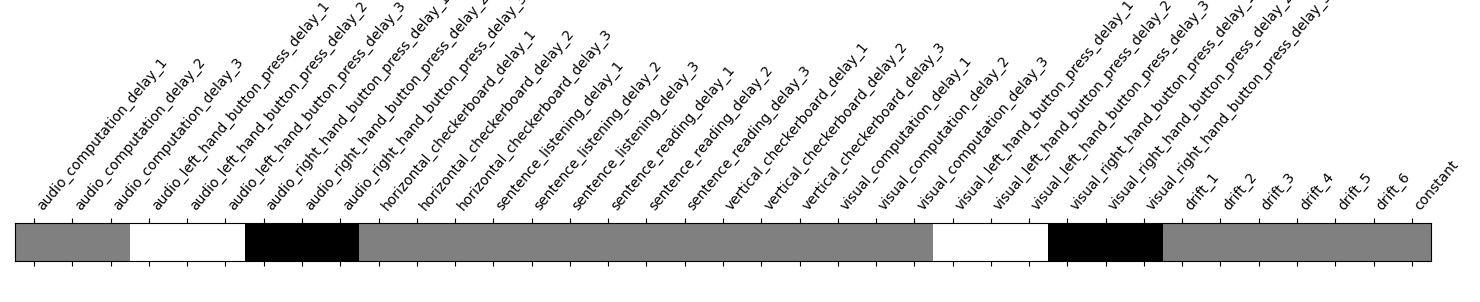 audio_computation_delay_1
audio_computation_delay_2
audio_computation_delay_3
audio_left_hand_button_press_delay_1
audio_left_hand_button_press_delay_2
audio_left_hand_button_press_delay_3
audio_right_hand_button_press_delay_1
audio_right_hand_button_press_delay_2
audio_right_hand_button_press_delay_3
horizontal_checkerboard_delay_1
horizontal_checkerboard_delay_2
horizontal_checkerboard_delay_3
sentence_listening_delay_1
sentence_listening_delay_2
sentence_listening_delay_3
sentence_reading_delay_1
sentence_reading_delay_2
sentence_reading_delay_3
vertical_checkerboard_delay_1
vertical_checkerboard_delay_2
vertical_checkerboard_delay_3
visual_computation_delay_1
visual_computation_delay_2
visual_computation_delay_3
visual_left_hand_button_press_delay_1
visual_left_hand_button_press_delay_2
visual_left_hand_button_press_delay_3
visual_right_hand_button_press_delay_1
visual_right_hand_button_press_delay_2
visual_right_hand_button_press_delay_3
drift_1
drift_2
drift_3
drift_4
drift_5
drift_6
constant